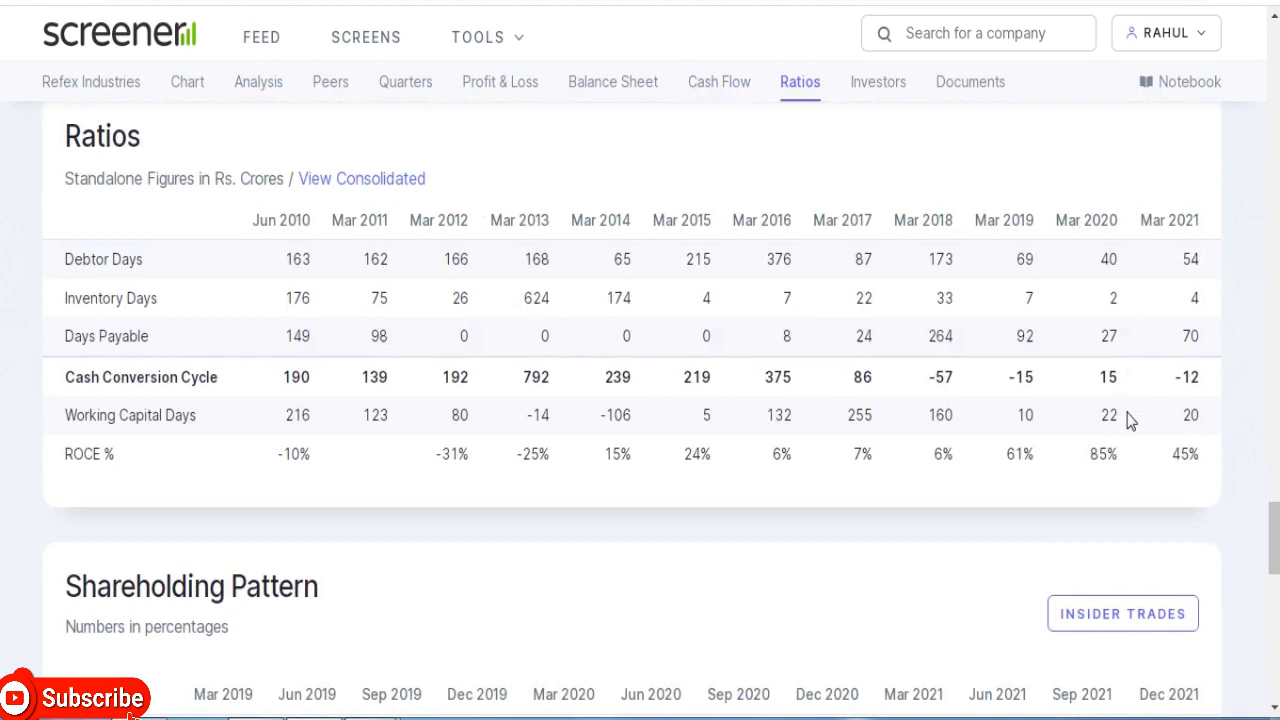 screener FEED SCREENS TOOLS Search for a company RAHUL
Refex Industries Chart Analysis Peers Quarters Profit & Loss Balance Sheet Cash Flow Ratios Investors Documents Notebook
Ratios
Standalone Figures in Rs. Crores / View Consolidated
Jun 2010 Mar 2011 Mar 2012 Mar 2013 Mar 2014 Mar 2015 Mar 2016 Mar 2017 Mar 2018 Mar 2019 Mar 2020 Mar 2021
Debtor Days 163 162 166 168 65 215 376 87 173 69 40 54
Inventory Days 176 75 26 624 174 4 7 22 33 7 2 4
Days Payable 149 98 0 0 0 0 8 24 264 92 27 70
Cash Conversion Cycle 190 139 192 792 239 219 375 86 -57 -15 15 -12
Working Capital Days 216 123 80 -14 -106 5 132 255 160 10 22 20
ROCE % -10% -31% -25% 15% 24% 6% 7% 6% 61% 85% 45%
Shareholding Pattern
Numbers in percentages
INSIDER TRADES
Subscribe
Mar 2019 Jun 2019 Sep 2019 Dec 2019 Mar 2020 Jun 2020 Sep 2020 Dec 2020 Mar 2021 Jun 2021 Sep 2021 Dec 2021